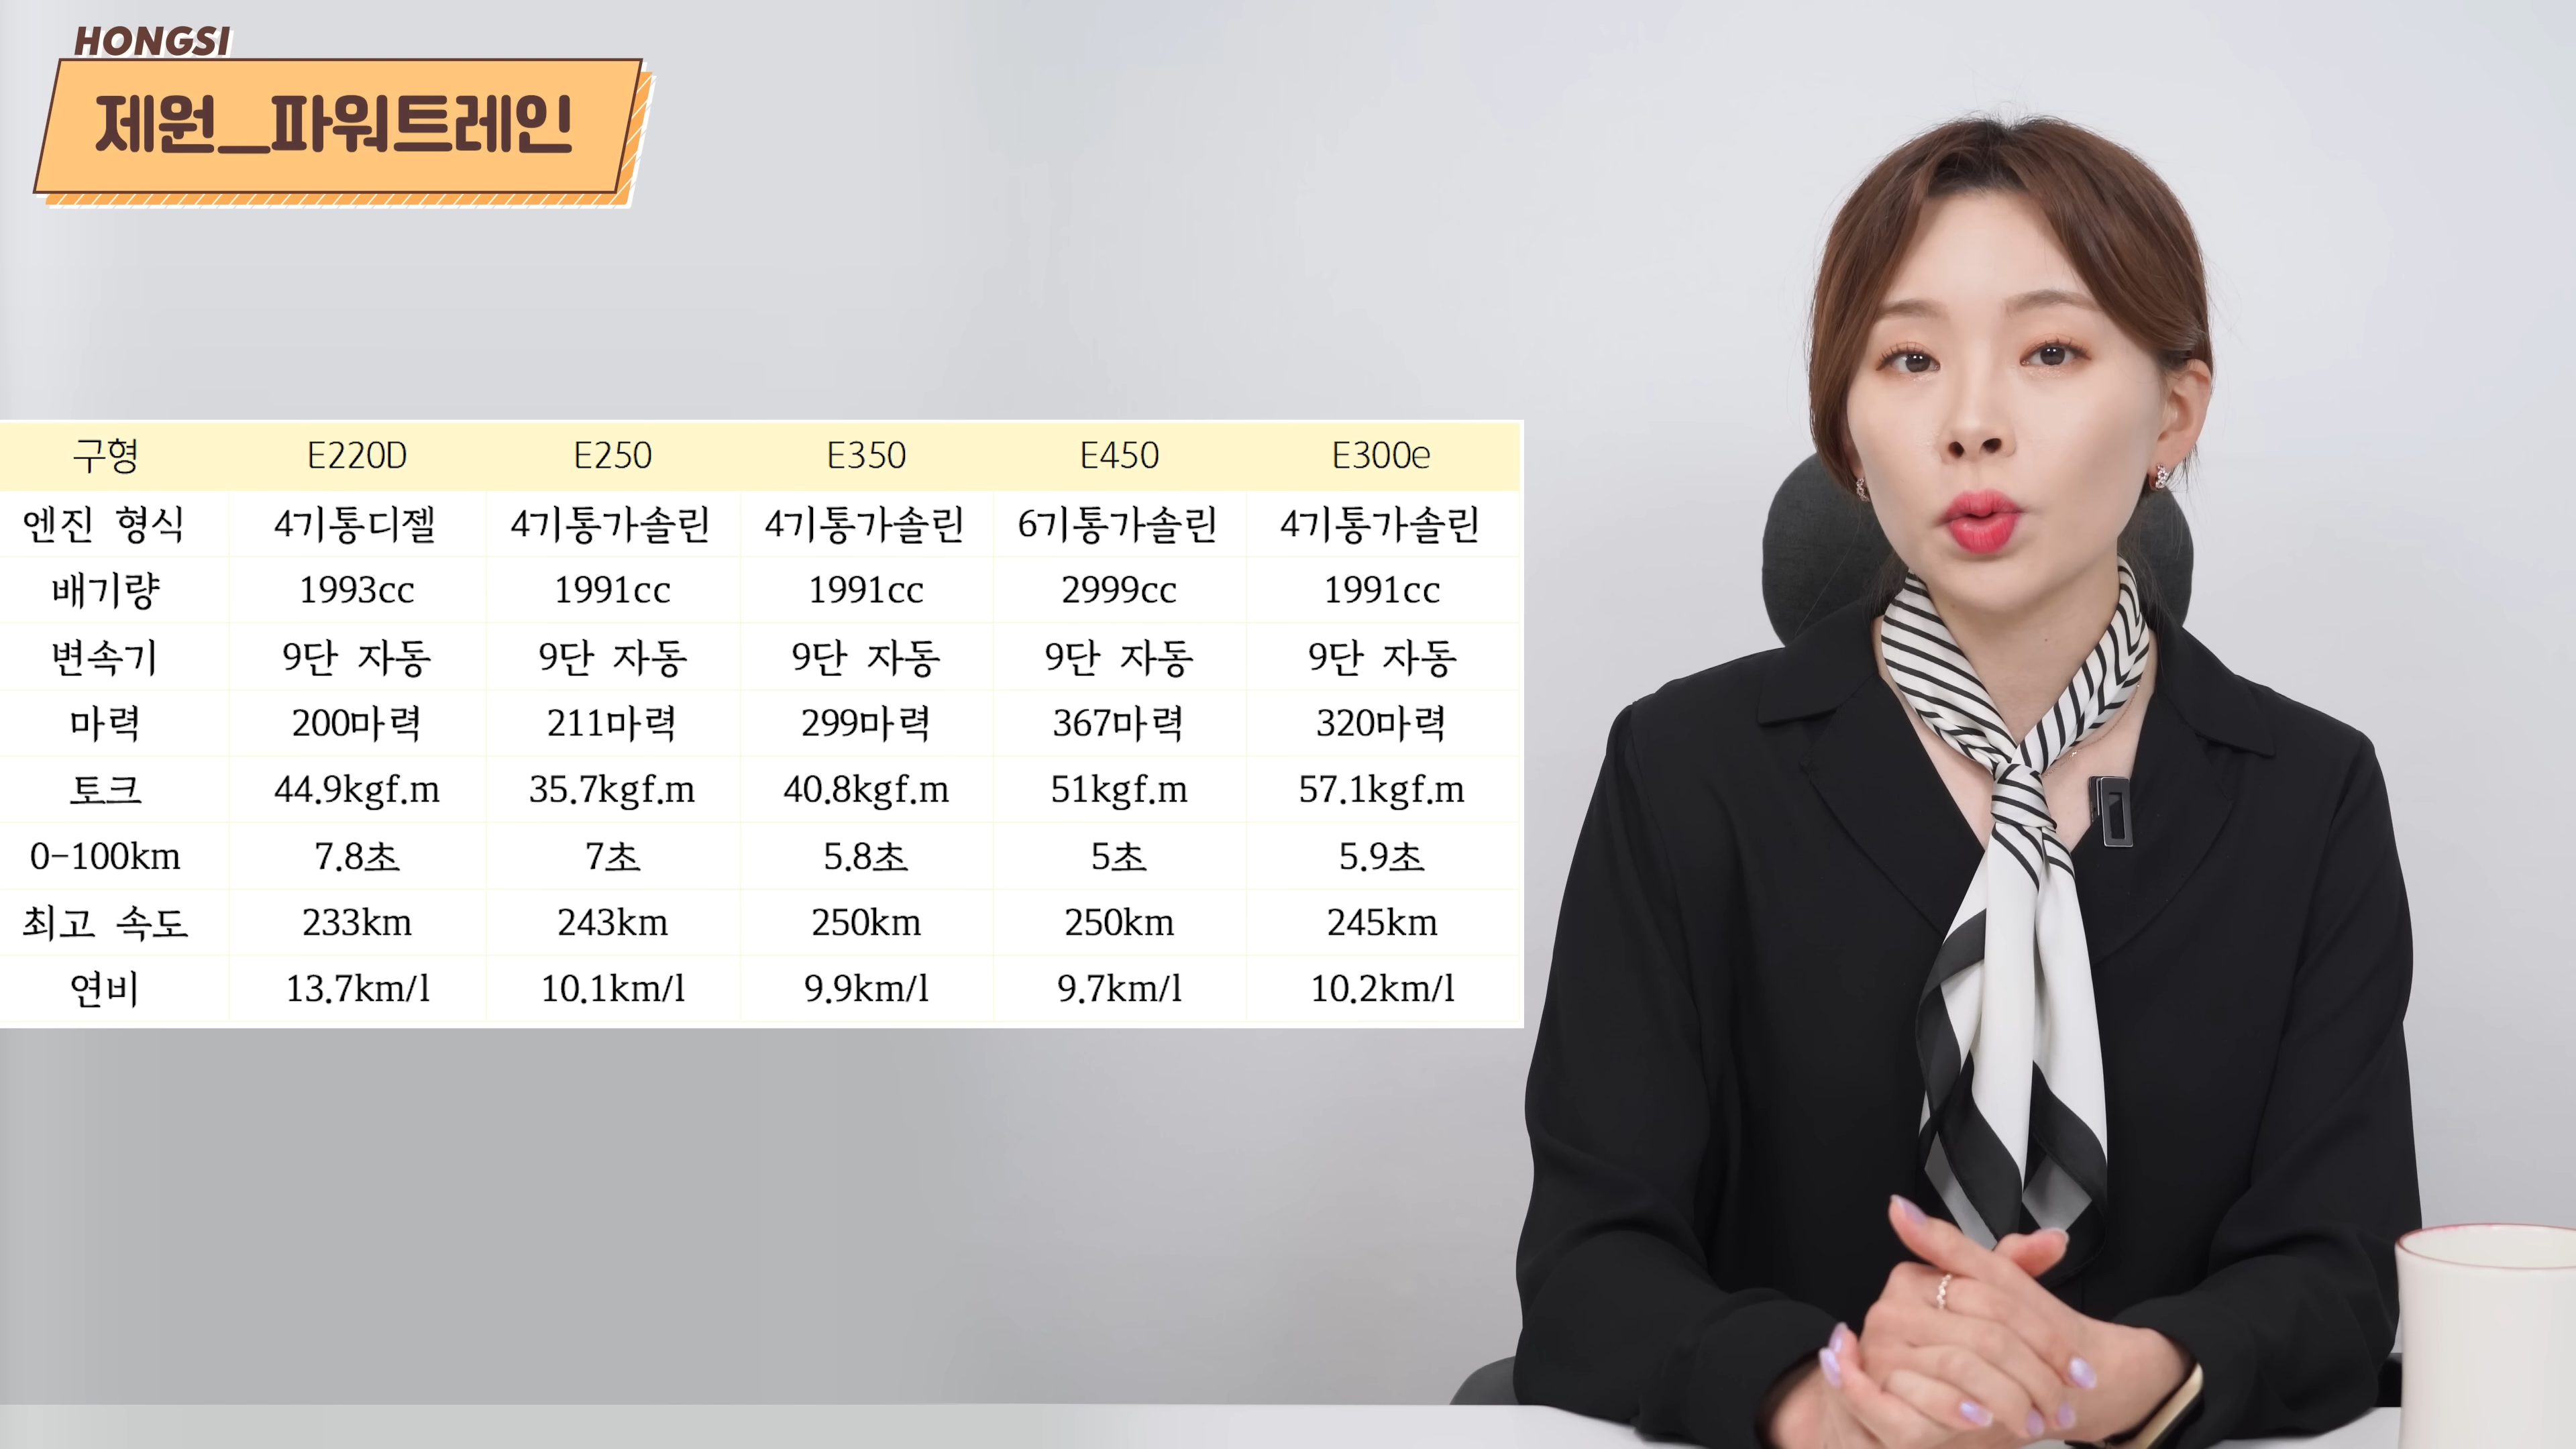 HONGSI
제원_파워트레인
구형 E220D E250 E350 E450 E300e
엔진 형식 4기통디젤 4기통가솔린 4기통가솔린 6기통가솔린 4기통가솔린
배기량 1993cc 1991cc 1991cc 2999cc 1991cc
변속기 9단 자동 9단 자동 9단 자동 9단 자동 9단 자동
마력 200마력 211마력 299마력 367마력 320마력
토크 44.9kgf.m 35.7kgf.m 40.8kgf.m 51kgf.m 57.1kgf.m
0-100km 7.8초 7초 5.8초 5초 5.9초
최고 속도 233km 243km 250km 250km 245km
연비 13.7km/l 10.1km/l 9.9km/l 9.7km/l 10.2km/l